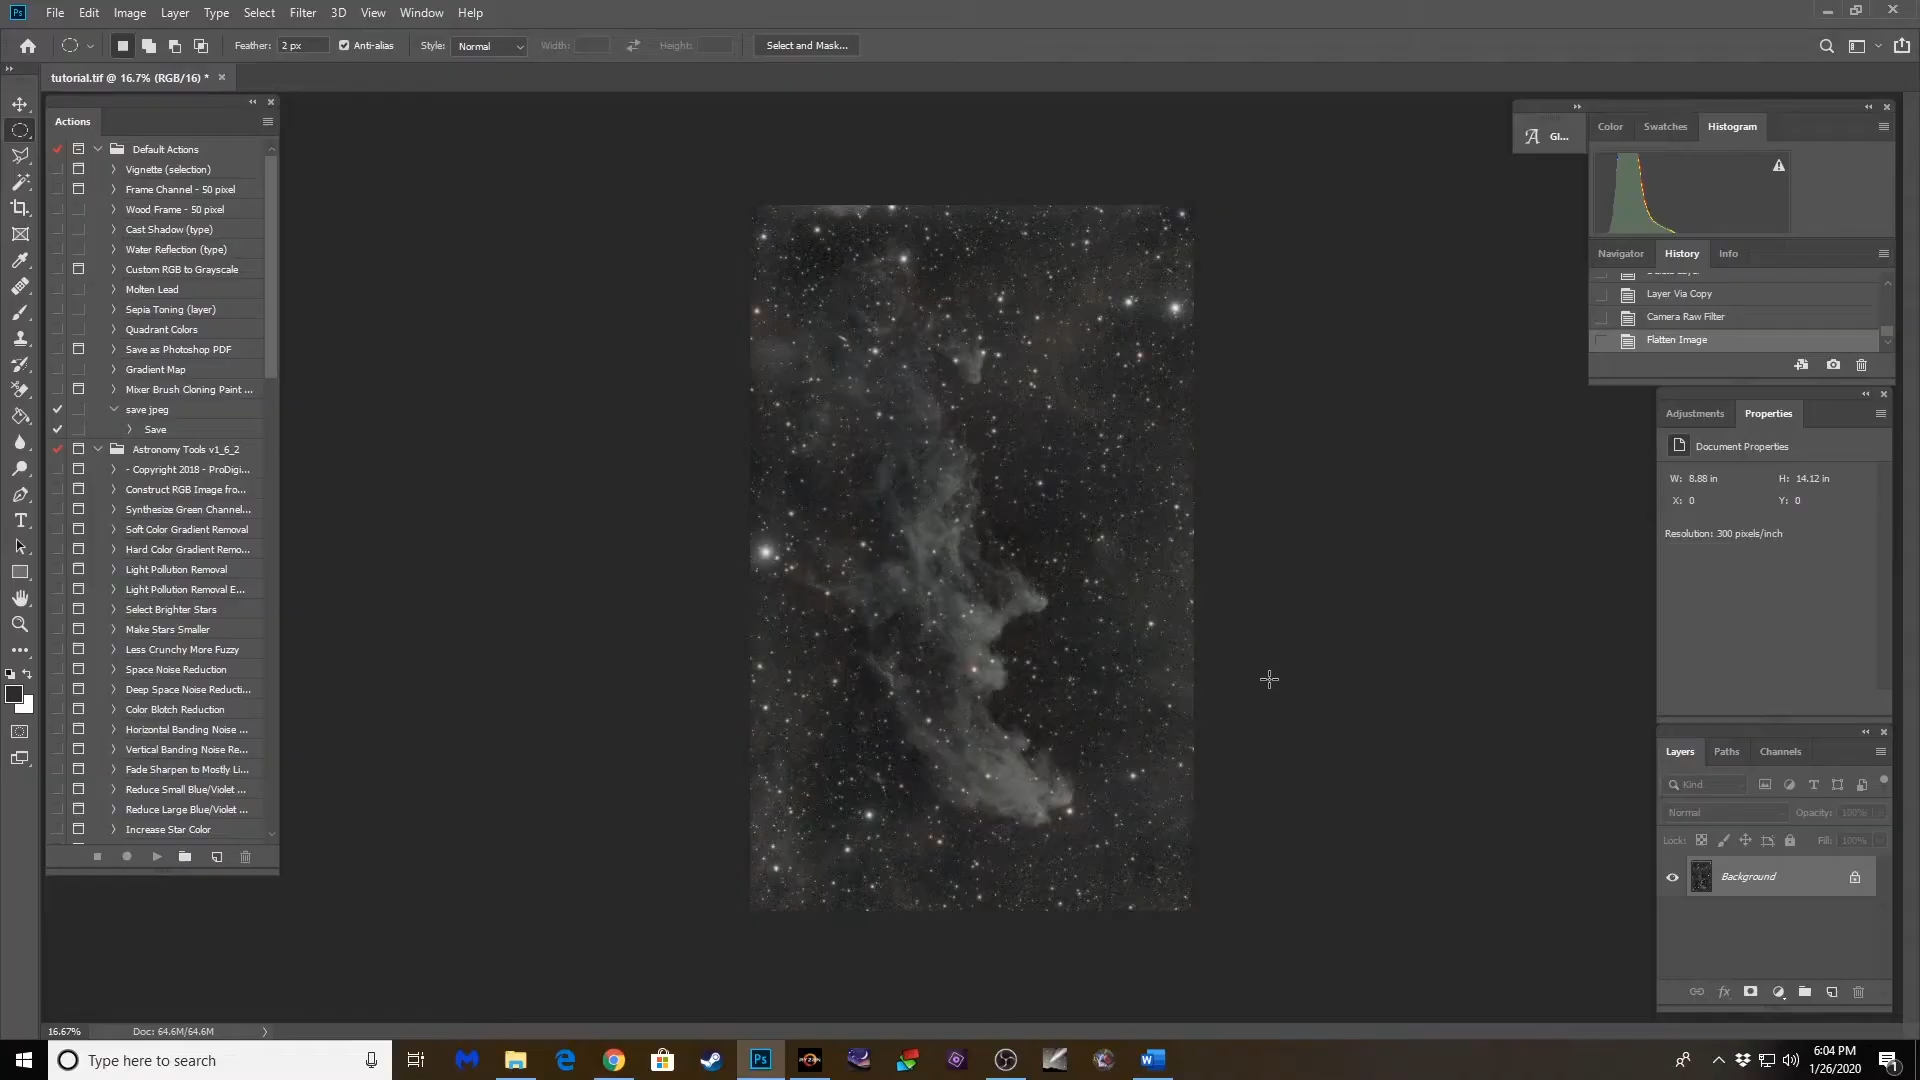 Ps File Edit Image Layer Type Select Filter 3D View Window Help
Feather: 2 px Anti-alias Style: Normal Width: Height: Select and Mask...
tutorial.tif @ 16.7% (RGB/16) *
Actions
Default Actions
Vignette (selection)
Frame Channel - 50 pixel
Wood Frame - 50 pixel
Cast Shadow (type)
Water Reflection (type)
Custom RGB to Grayscale
Molten Lead
Sepia Toning (layer)
Quadrant Colors
Save as Photoshop PDF
Gradient Map
Mixer Brush Cloning Paint ...
save jpeg
Save
Astronomy Tools v1_6_2
- Copyright 2018 - ProDigi...
Construct RGB Image fro...
Synthesize Green Channel...
Soft Color Gradient Removal
Hard Color Gradient Remo...
Light Pollution Removal
Light Pollution Removal E...
Select Brighter Stars
Make Stars Smaller
Less Crunchy More Fuzzy
Space Noise Reduction
Deep Space Noise Reducti...
Color Blotch Reduction
Horizontal Banding Noise ...
Vertical Banding Noise Re...
Fade Sharpen to Mostly Li...
Reduce Small Blue/Violet ...
Reduce Large Blue/Violet ...
Increase Star Color
Gl...
Color Swatches Histogram
Navigator History Info
Layer Via Copy
Camera Raw Filter
Flatten Image
Adjustments Properties
Document Properties
W: 8.88 in H: 14.12 in
X: 0 Y: 0
Resolution: 300 pixels/inch
Layers Paths Channels
Kind
Normal Opacity: 100%
Lock: Fill: 100%
Background
16.67% Doc: 64.6M/64.6M
Type here to search
Ps
RYZEN
W
6:04 PM
1/26/2020
1